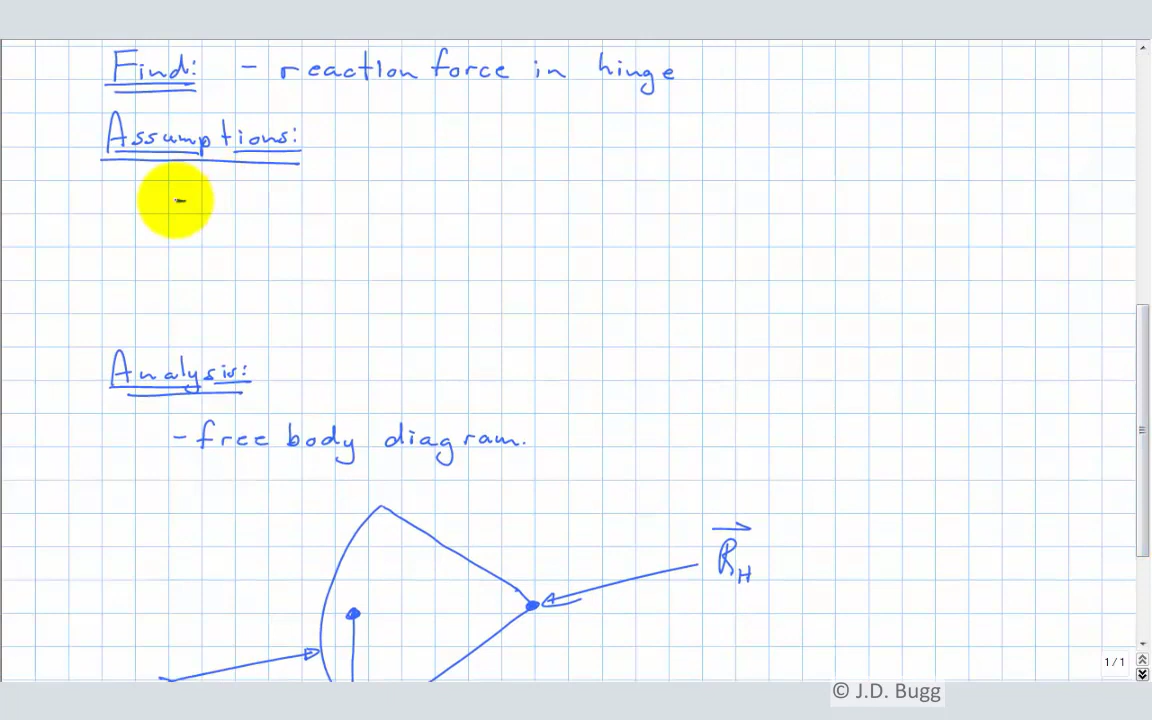 Find: - reaction force in hinge
Assumptions:
-
Analysis:
- free body diagram.
R_H
1/1
© J.D. Bugg